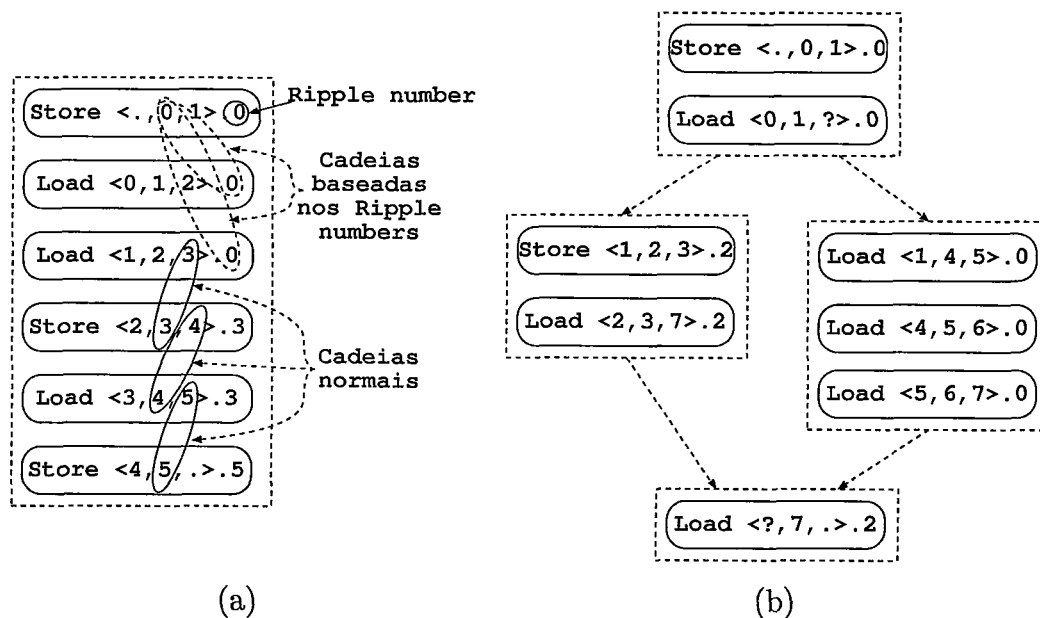 Store <.,0,1>.0
Ripple number
Load <0,1,2>.0
Cadeias
baseadas
nos Ripple
numbers
Load <1,2,3>.0
Store <2,3,4>.3
Load <3,4,5>.3
Cadeias
normais
Store <4,5,.>.5
(a)
Store <.,0,1>.0
Load <0,1,?>.0
Store <1,2,3>.2
Load <2,3,7>.2
Load <1,4,5>.0
Load <4,5,6>.0
Load <5,6,7>.0
Load <?,7,.>.2
(b)